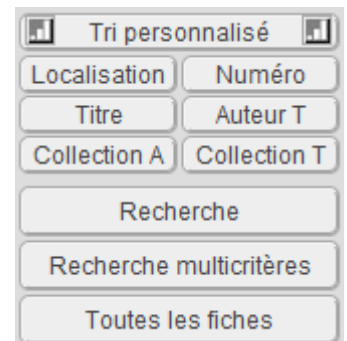 Tri personnalisé
Localisation Numéro
Titre Auteur T
Collection A Collection T
Recherche
Recherche multicritères
Toutes les fiches